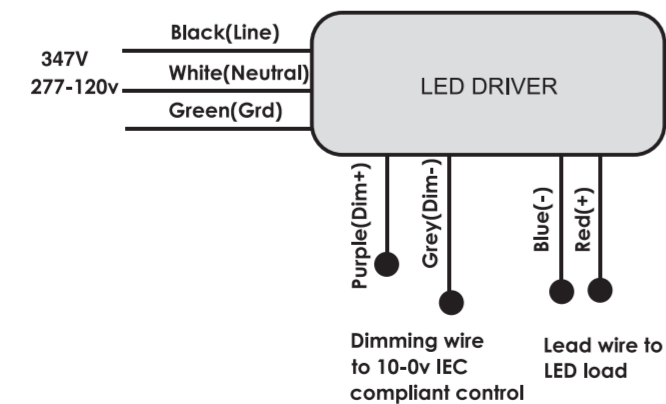 Black(Line)
347V
White(Neutral)
277-120v
Green(Grd)
LED DRIVER
Purple(Dim+)
Grey(Dim-)
Blue(-)
Red(+)
Dimming wire
to 10-0v IEC
compliant control
Lead wire to
LED load